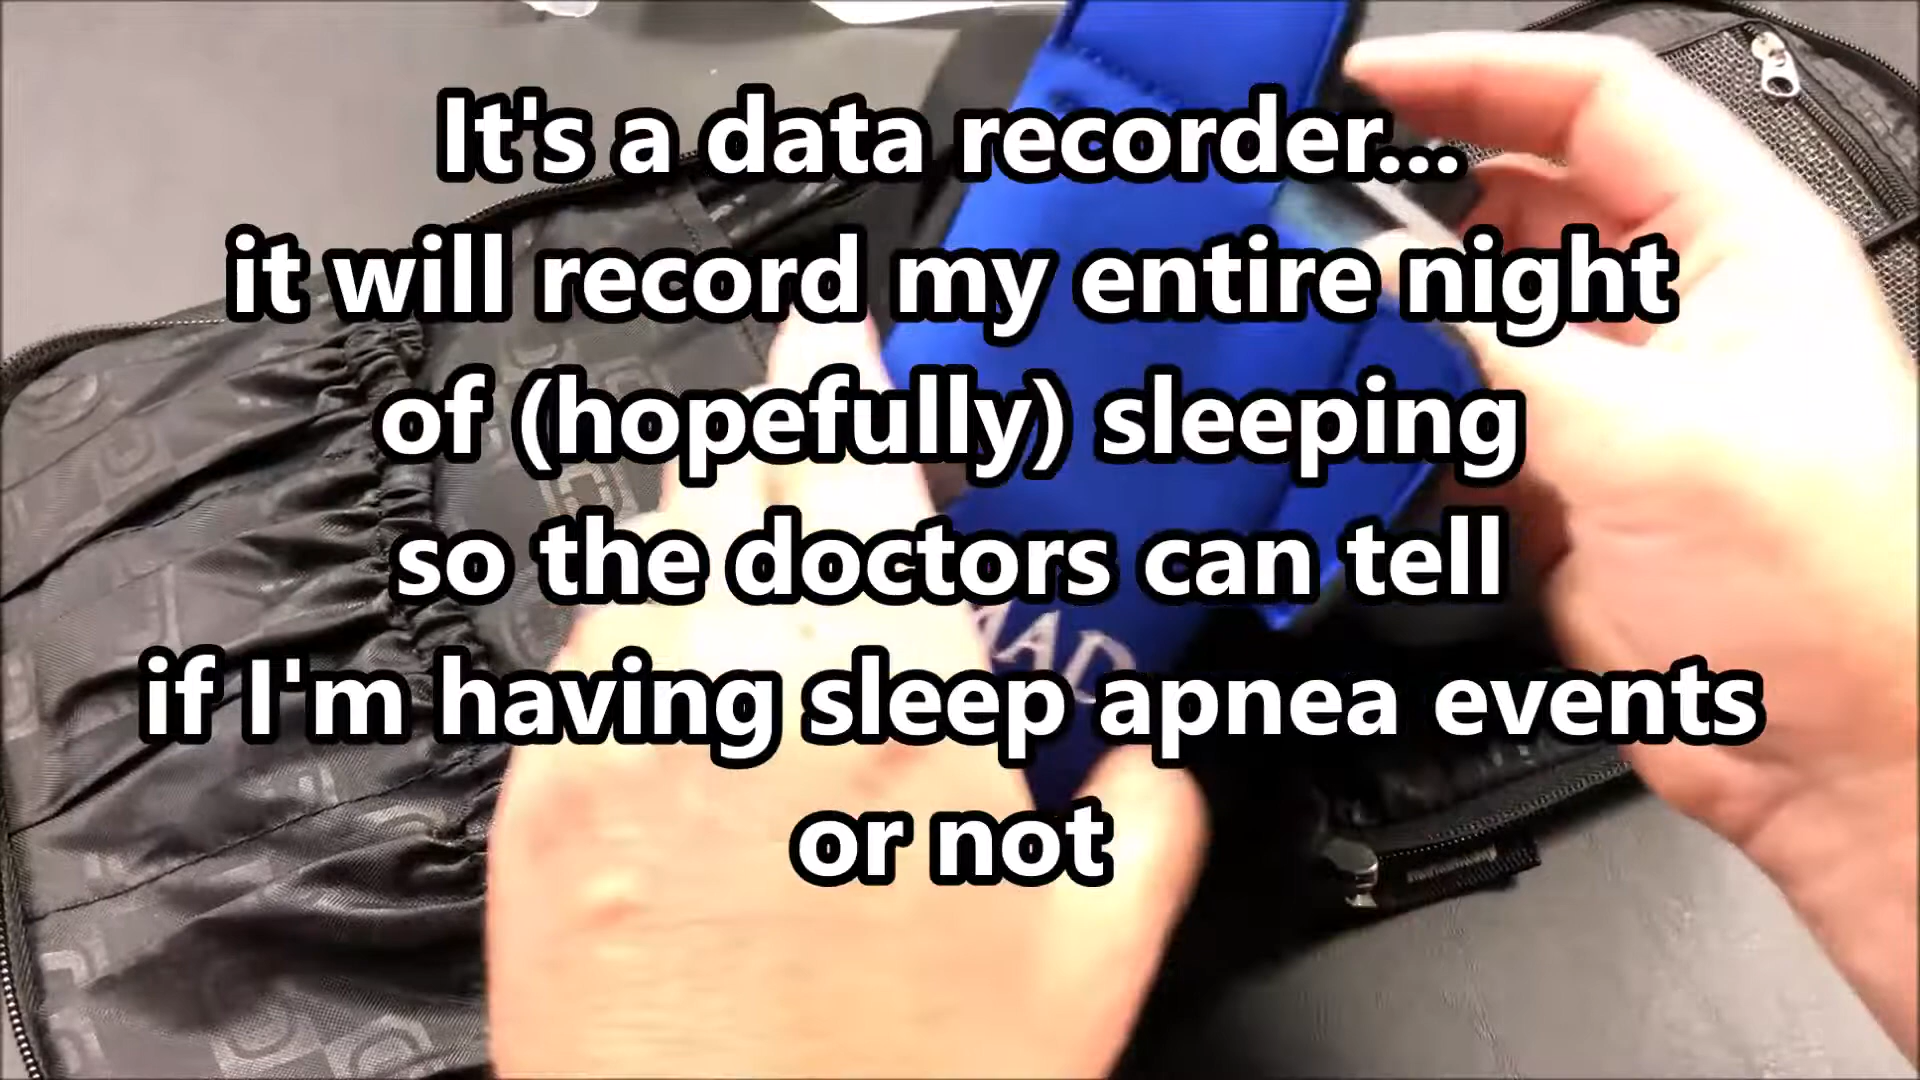 It's a data recorder...
it will record my entire night
of (hopefully) sleeping
so the doctors can tell
if I'm having sleep apnea events
or not